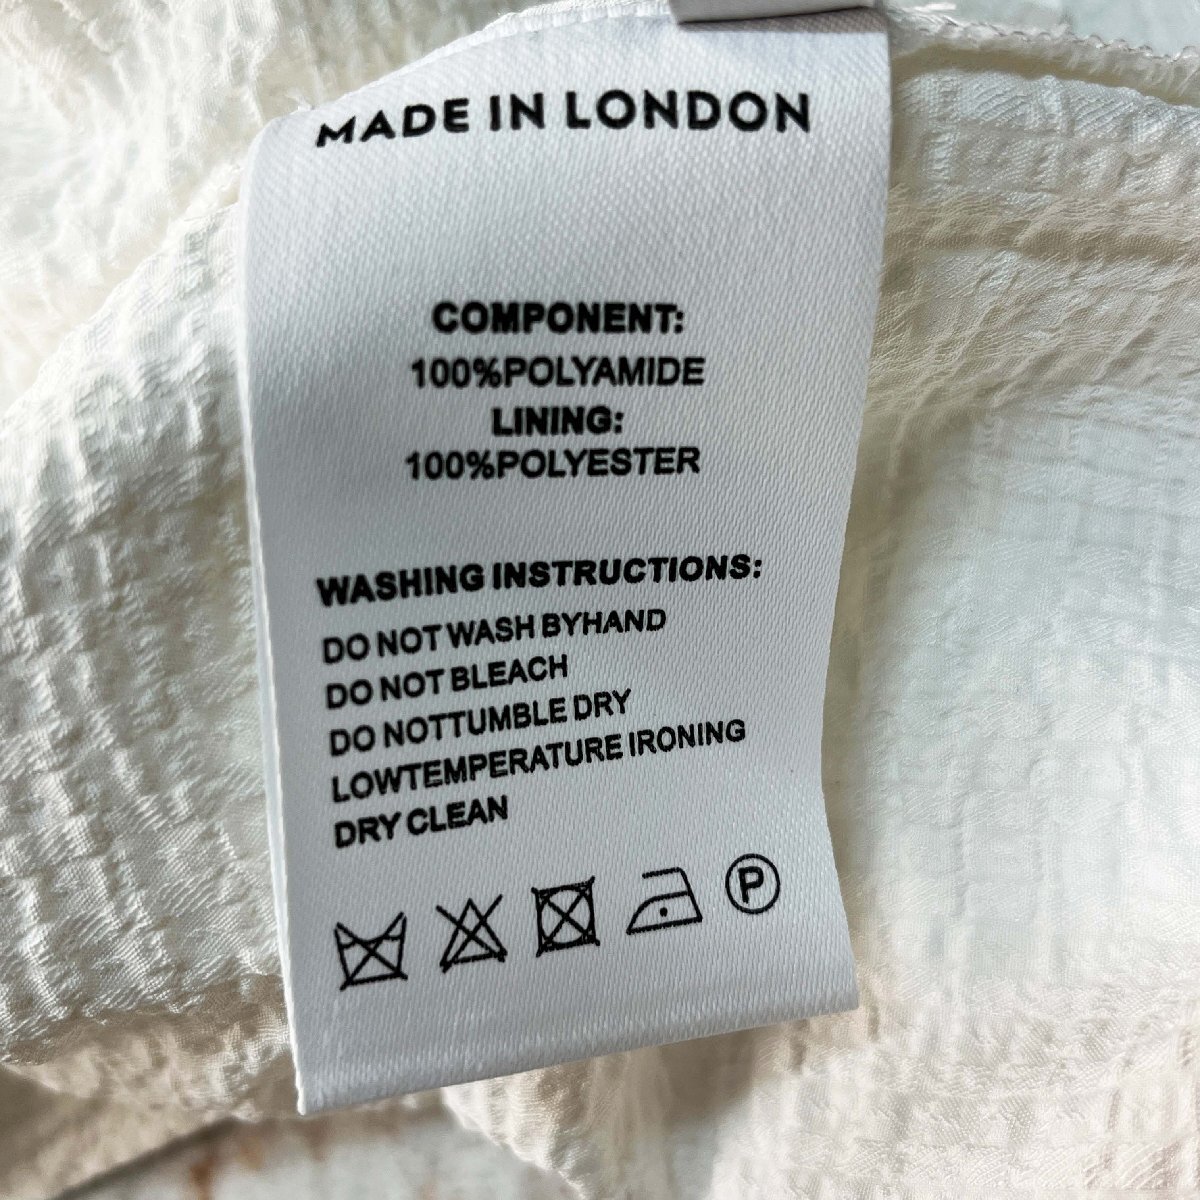 MADE IN LONDON
COMPONENT:
100%POLYAMIDE
LINING:
100%POLYESTER
WASHING INSTRUCTIONS:
DO NOT WASH BYHAND
DO NOT BLEACH
DO NOTTUMBLE DRY
LOWTEMPERATURE IRONING
DRY CLEAN
P